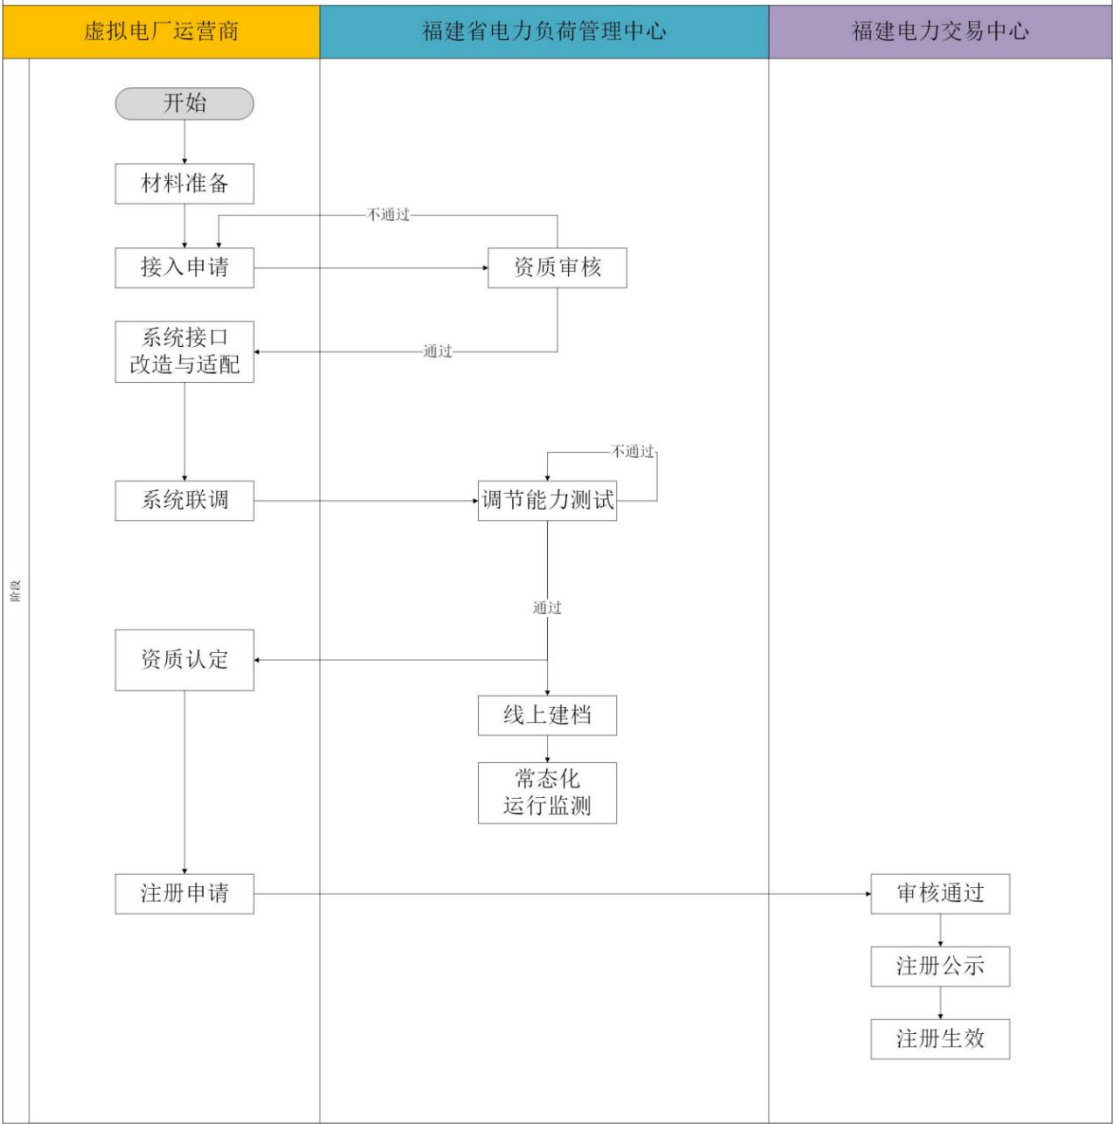 虚拟电厂运营商
福建省电力负荷管理中心
福建电力交易中心
开始
材料准备
不通过
接入申请
资质审核
系统接口
改造与适配
通过
不通过
系统联调
调节能力测试
阶段
通过
资质认定
线上建档
常态化
运行监测
注册申请
审核通过
注册公示
注册生效